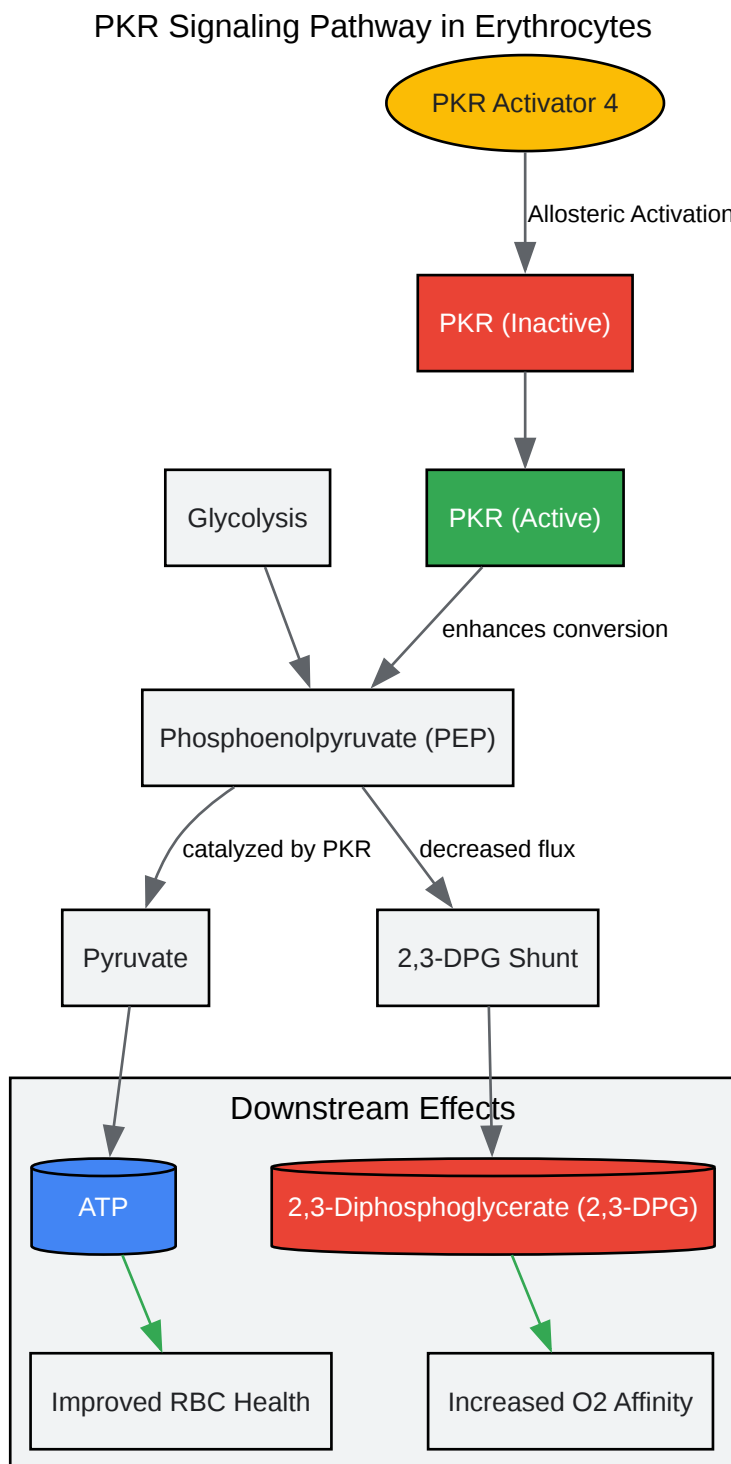 PKR Signaling Pathway in Erythrocytes
PKR Activator 4
Allosteric Activation
PKR (Inactive)
Glycolysis
PKR (Active)
enhances conversion
Phosphoenolpyruvate (PEP)
catalyzed by PKR
decreased flux
Pyruvate
2,3-DPG Shunt
Downstream Effects
ATP
2,3-Diphosphoglycerate (2,3-DPG)
Improved RBC Health
Increased O2 Affinity